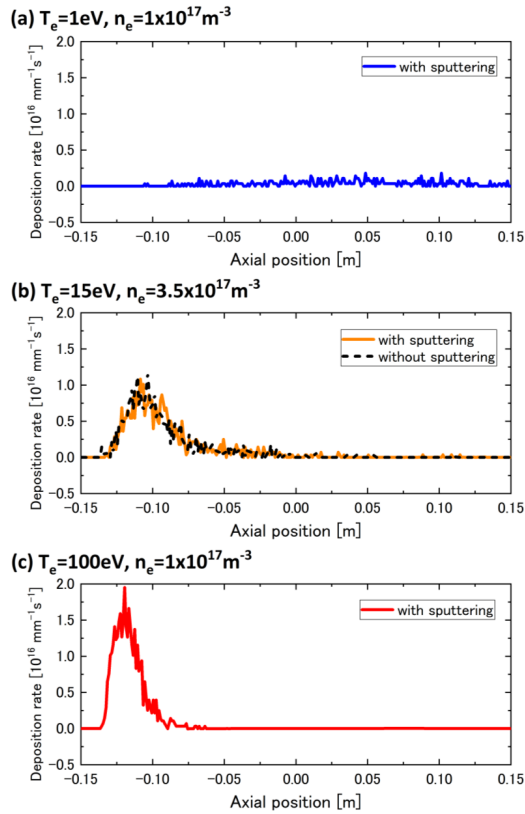 (a) Tₑ=1eV, nₑ=1x10¹⁷m⁻³
Deposition rate [10¹⁶ mm⁻¹s⁻¹]
2.0
1.5
1.0
0.5
0.0
−0.5
with sputtering
−0.15 −0.10 −0.05 0.00 0.05 0.10 0.15
Axial position [m]
(b) Tₑ=15eV, nₑ=3.5x10¹⁷m⁻³
Deposition rate [10¹⁶ mm⁻¹s⁻¹]
2.0
1.5
1.0
0.5
0.0
−0.5
with sputtering
without sputtering
−0.15 −0.10 −0.05 0.00 0.05 0.10 0.15
Axial position [m]
(c) Tₑ=100eV, nₑ=1x10¹⁷m⁻³
Deposition rate [10¹⁶ mm⁻¹s⁻¹]
2.0
1.5
1.0
0.5
0.0
−0.5
with sputtering
−0.15 −0.10 −0.05 0.00 0.05 0.10 0.15
Axial position [m]